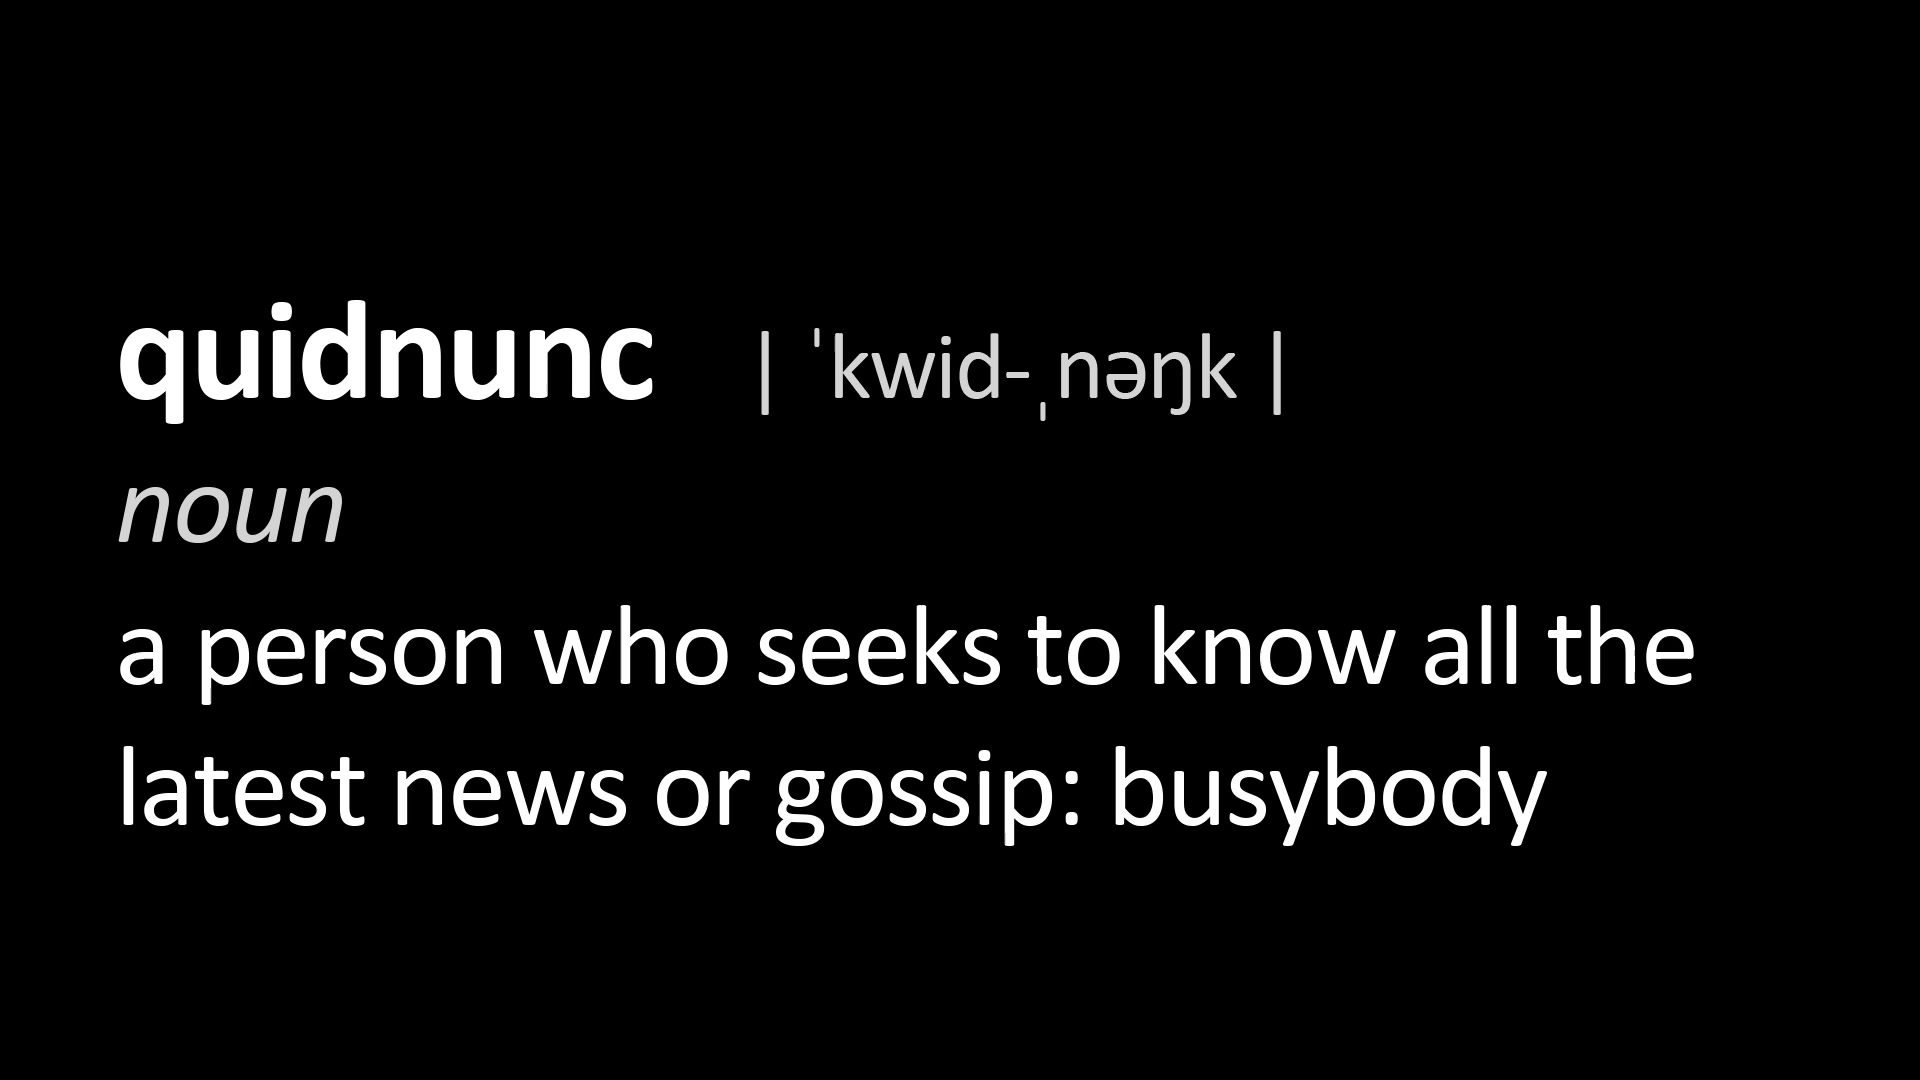 quidnunc | ˈkwid-ˌnəŋk |
noun
a person who seeks to know all the
latest news or gossip: busybody